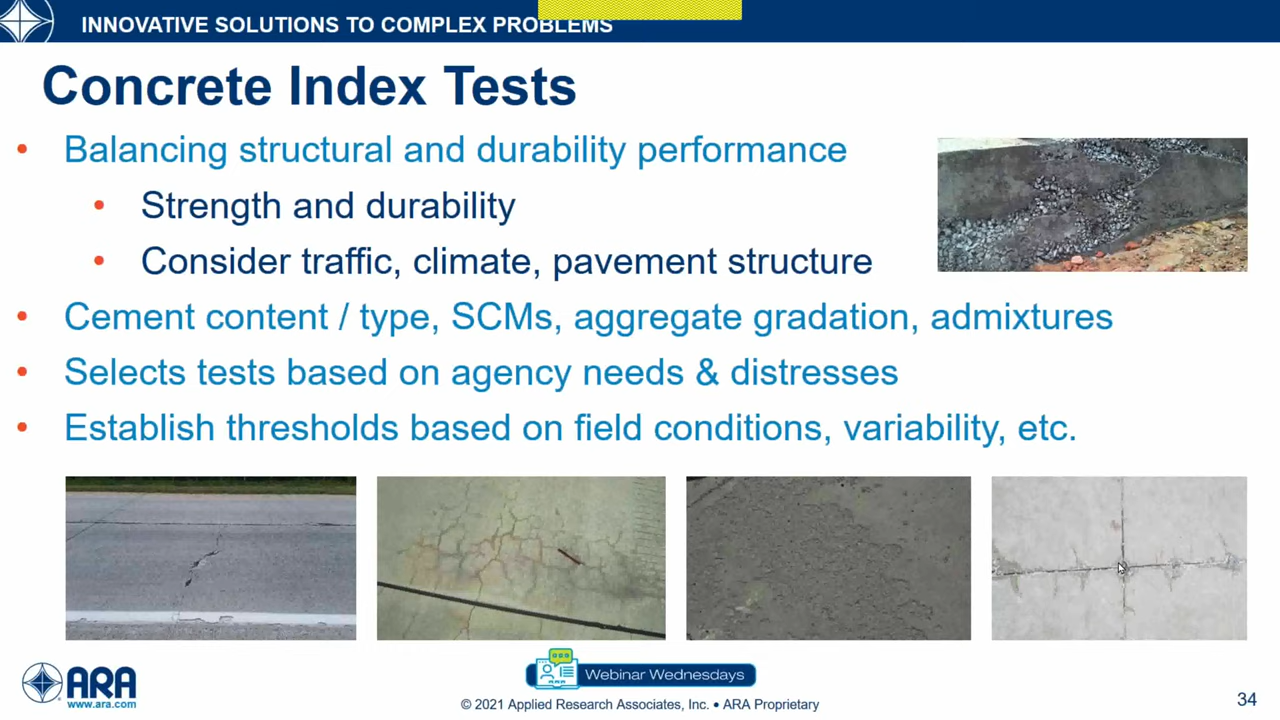 INNOVATIVE SOLUTIONS TO COMPLEX PROBLEMS
Concrete Index Tests
• Balancing structural and durability performance
• Strength and durability
• Consider traffic, climate, pavement structure
• Cement content / type, SCMs, aggregate gradation, admixtures
• Selects tests based on agency needs & distresses
• Establish thresholds based on field conditions, variability, etc.
ARA
www.ara.com
Webinar Wednesdays
© 2021 Applied Research Associates, Inc. • ARA Proprietary
34